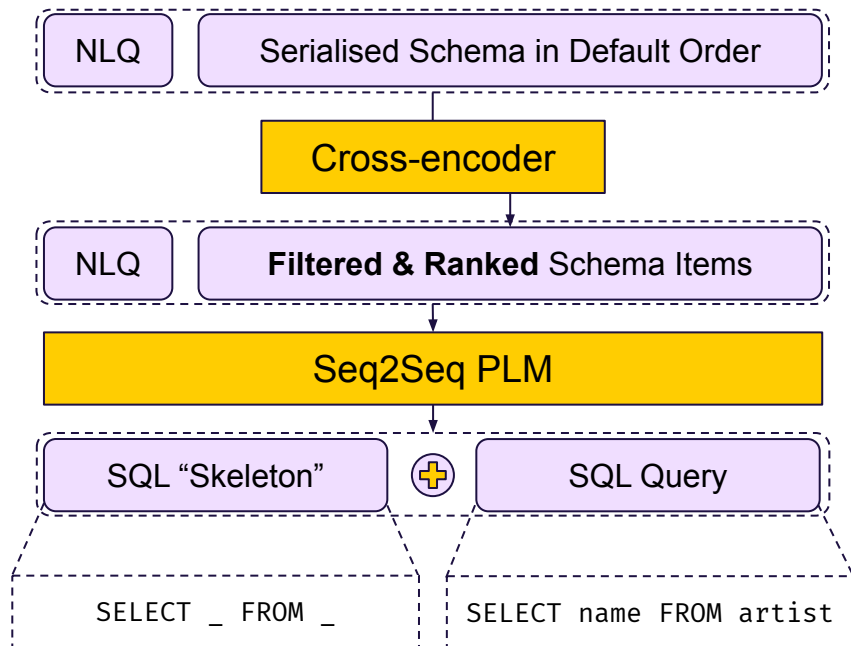 NLQ Serialised Schema in Default Order
Cross-encoder
NLQ Filtered & Ranked Schema Items
Seq2Seq PLM
SQL “Skeleton” SQL Query
SELECT _ FROM _ SELECT name FROM artist